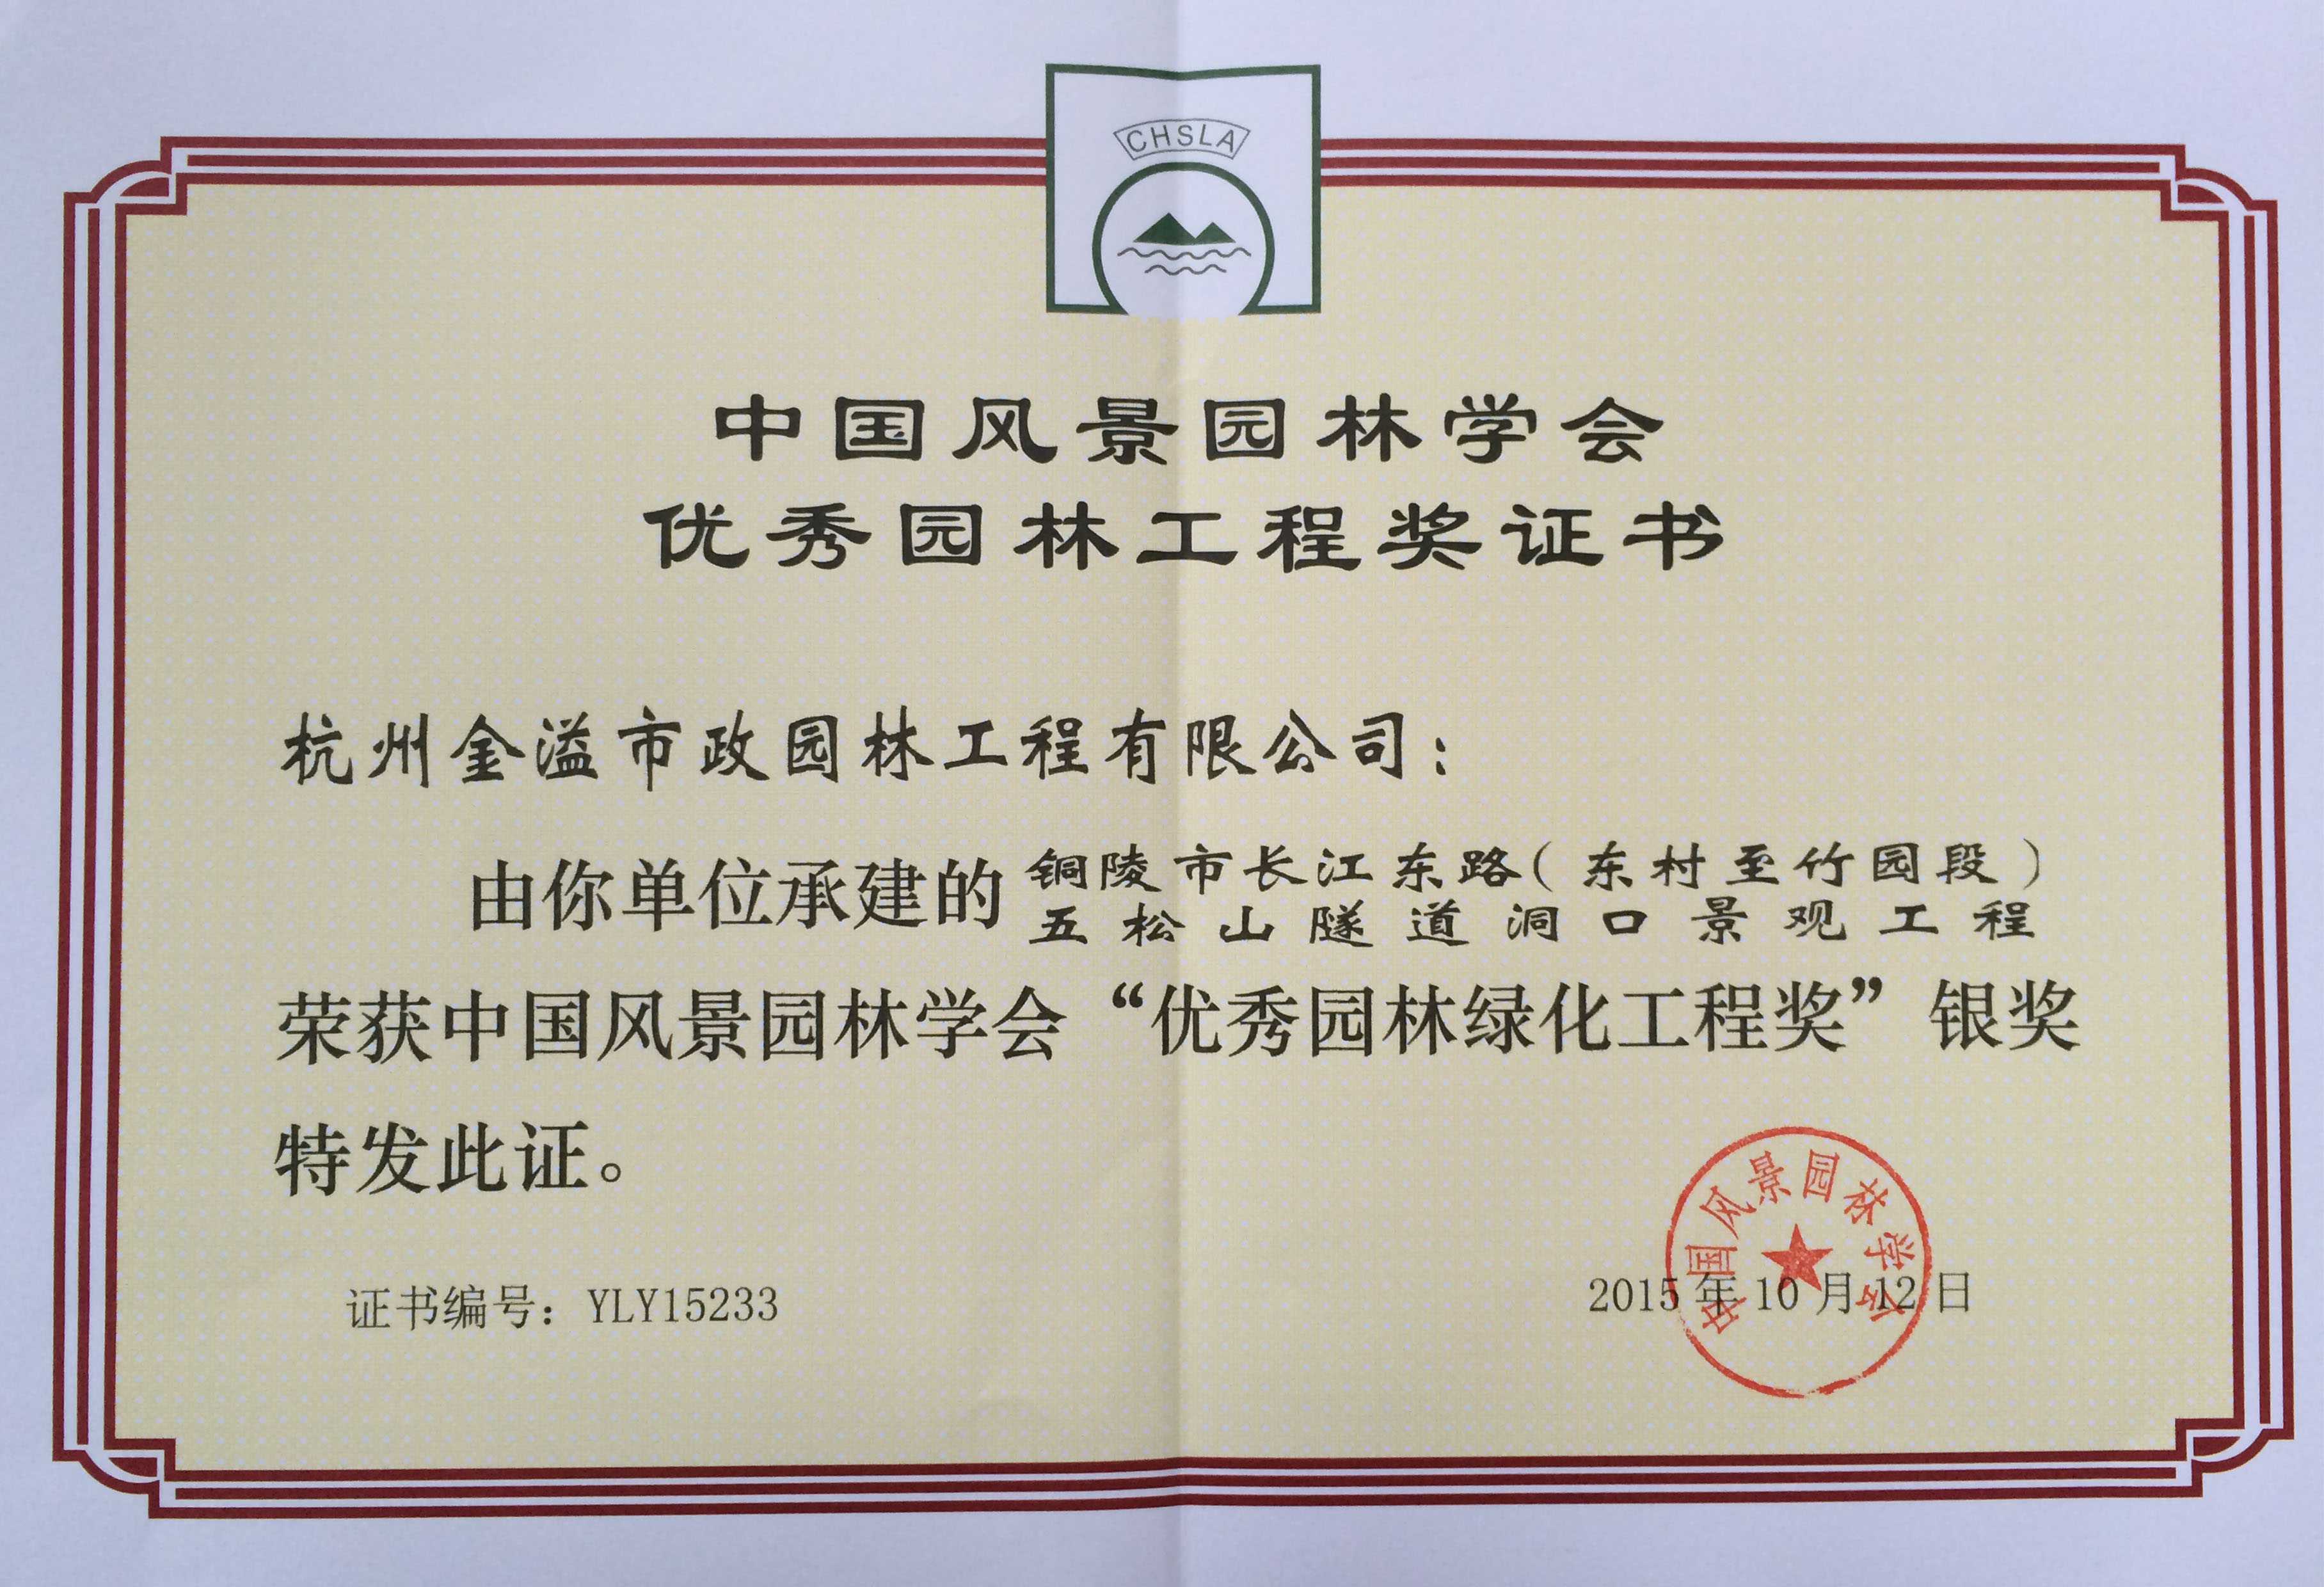 CHSLA
中国风景园林学会
优秀园林工程奖证书
杭州金溢市政园林工程有限公司：
由你单位承建的 铜陵市长江东路（东村至竹园段）
五松山隧道洞口景观工程
荣获中国风景园林学会“优秀园林绿化工程奖”银奖
特发此证。
证书编号：YLY15233
2015年10月12日
中国风景园林学会